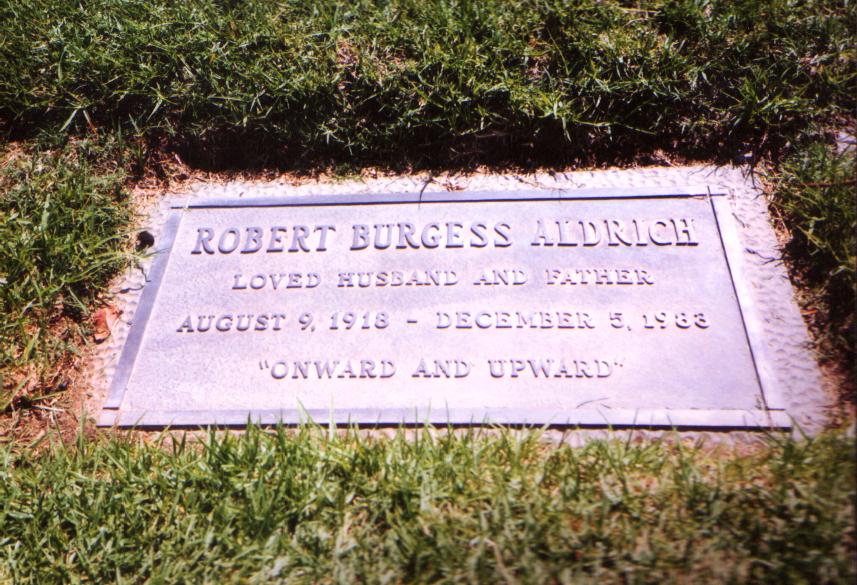 ROBERT BURGESS ALDRICH
LOVED HUSBAND AND FATHER
AUGUST 9, 1918 - DECEMBER 5, 1983
"ONWARD AND UPWARD"